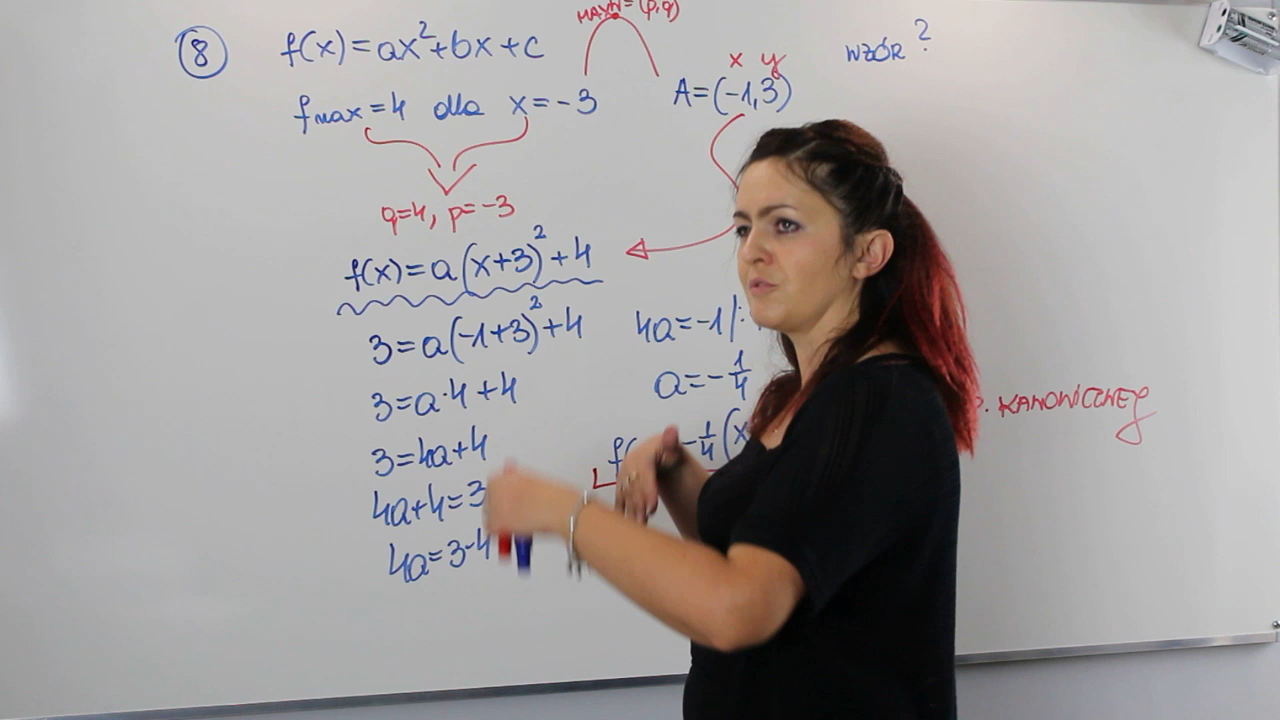 8 f(x)=ax²+bx+c
MAX W=(p,q)
wzór?
fmax=4 dla x=-3
x y
A=(-1,3)
q=4, p=-3
f(x)=a(x+3)²+4
3=a(-1+3)²+4
3=a·4+4
3=4a+4
4a+4=3
4a=3-4
4a=-1|:
a=-1/4
f( -1/4(x
P. KANONICZNEJ